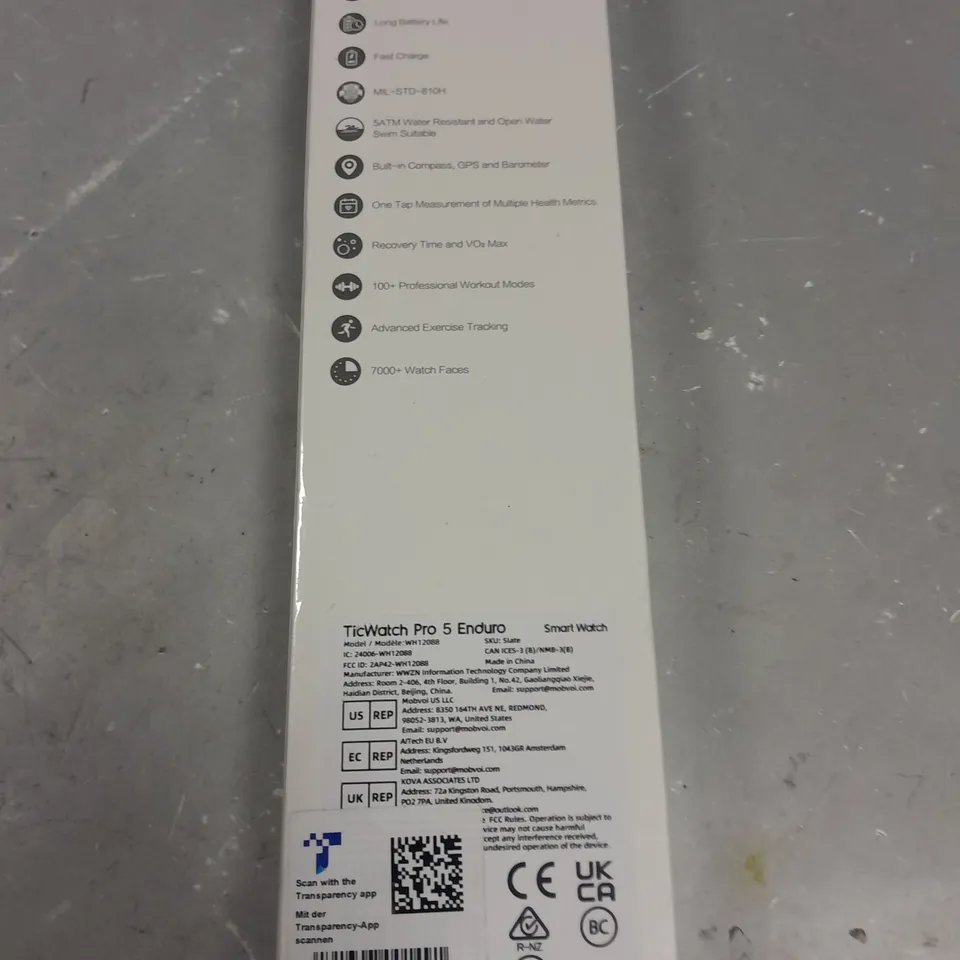 Long Battery Life
Fast Charge
MIL-STD-810H
5ATM Water Resistant and Open Water
Swim Suitable
Built-in Compass, GPS and Barometer
One Tap Measurement of Multiple Health Metrics
Recovery Time and VO₂ Max
100+ Professional Workout Modes
Advanced Exercise Tracking
7000+ Watch Faces
TicWatch Pro 5 Enduro Smart Watch
Model / Modèle: WH12088 SKU: Slate
IC: 24006-WH12088 CAN ICES-3 (B)/NMB-3(B)
FCC ID: 2AP42-WH12088 Made in China
Manufacturer: WWZN Information Technology Company Limited
Address: Room 2-406, 4th Floor, Building 1, No.42, Gaoliangqiao Xiejie,
Haidian District, Beijing, China. Email: support@mobvoi.com
US REP
Mobvoi US LLC
Address: 8350 164TH AVE NE, REDMOND,
98052-3813, WA, United States
Email: support@mobvoi.com
EC REP
AiTech EU B.V
Address: Kingsfordweg 151, 1043GR Amsterdam
Netherlands
Email: support@mobvoi.com
UK REP
KOVA ASSOCIATES LTD
Address: 72a Kingston Road, Portsmouth, Hampshire,
PO2 7PA, United Kingdom.
ce@outlook.com
FCC Rules. Operation is subject to
vice may not cause harmful
cept any interference received,
undesired operation of the device.
Scan with the
Transparency app
Mit der
Transparency-App
scannen
CE
UK
CA
R-NZ
BC